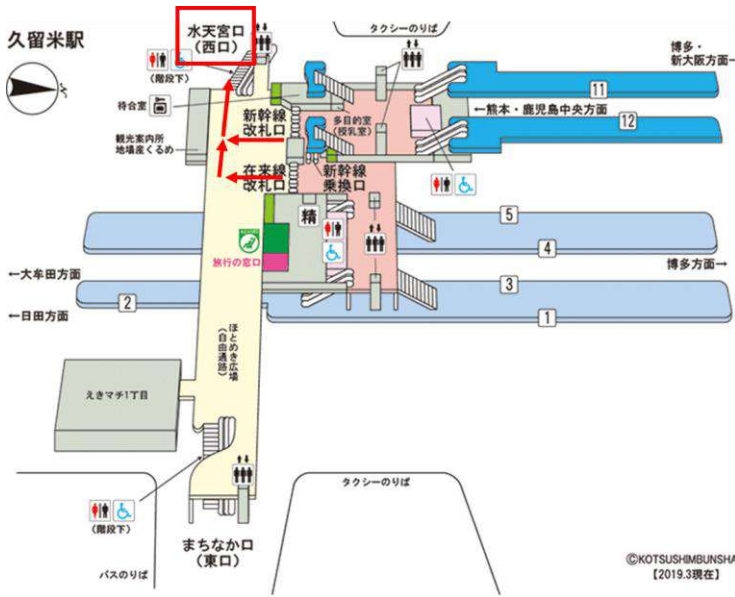 久留米駅
水天宮口
(西口)
タクシーのりば
博多・
新大阪方面→
(階段下)
11
待合室
←熊本・鹿児島中央方面
新幹線
改札口
多目的室
(授乳室)
12
観光案内所
地場産くるめ
在来線
改札口
新幹線
乗換口
精
5
4
旅行の窓口
博多方面→
←大牟田方面
3
2
←日田方面
1
ほとめき広場
(自由通路)
えきマチ1丁目
タクシーのりば
(階段下)
まちなか口
(東口)
バスのりば
©KOTSUSHIMBUNSHA
【2019.3現在】